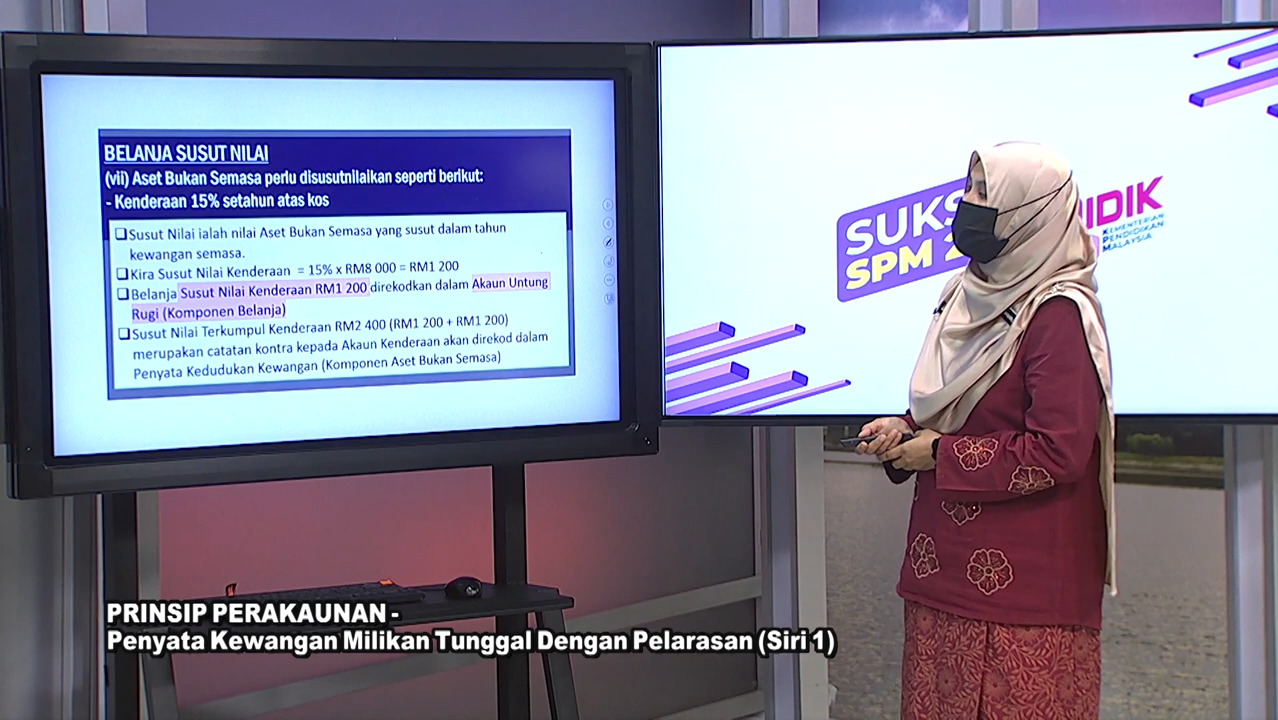 BELANJA SUSUT NILAI
(vii) Aset Bukan Semasa perlu disusutnilaikan seperti berikut:
- Kenderaan 15% setahun atas kos
❑Susut Nilai ialah nilai Aset Bukan Semasa yang susut dalam tahun
kewangan semasa.
❑Kira Susut Nilai Kenderaan = 15% x RM8 000 = RM1 200
❑Belanja Susut Nilai Kenderaan RM1 200 direkodkan dalam Akaun Untung
Rugi (Komponen Belanja)
❑Susut Nilai Terkumpul Kenderaan RM2 400 (RM1 200 + RM1 200)
merupakan catatan kontra kepada Akaun Kenderaan akan direkod dalam
Penyata Kedudukan Kewangan (Komponen Aset Bukan Semasa)
SUKS
SPM 2
IDIK
KEMENTERIAN
PENDIDIKAN
MALAYSIA
PRINSIP PERAKAUNAN -
Penyata Kewangan Milikan Tunggal Dengan Pelarasan (Siri 1)